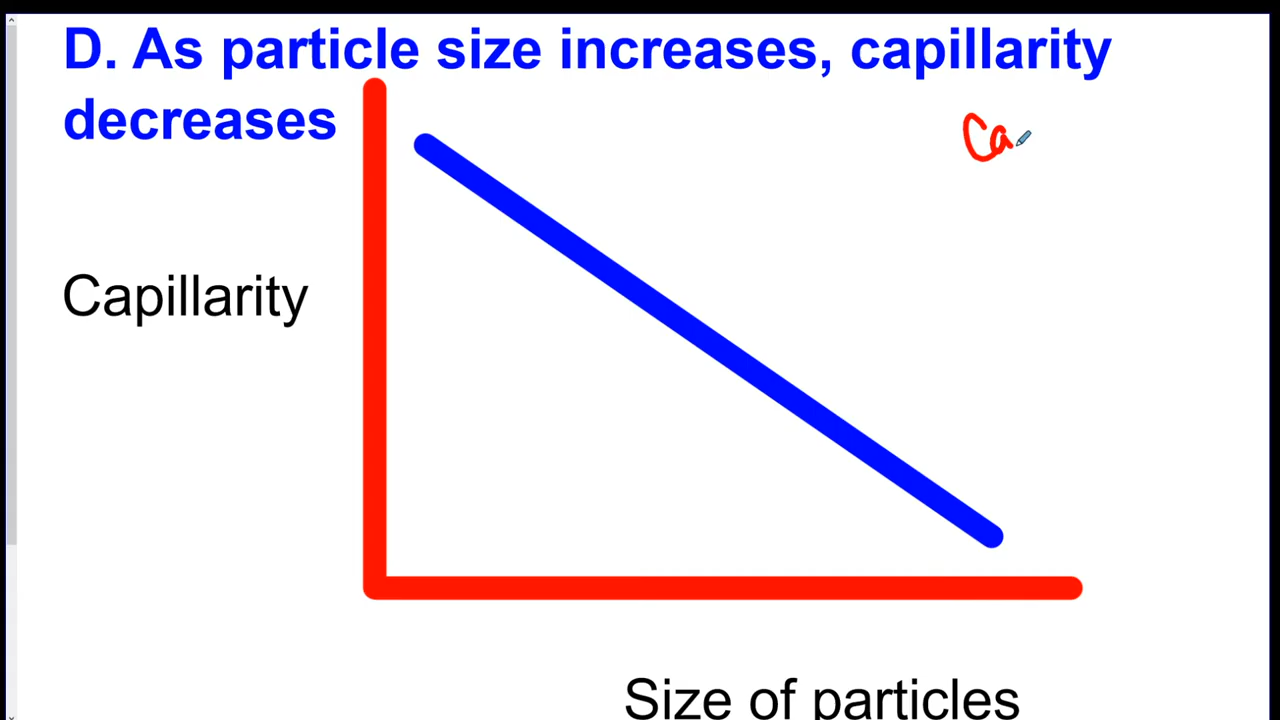 D. As particle size increases, capillarity
decreases
Ca
Capillarity
Size of particles